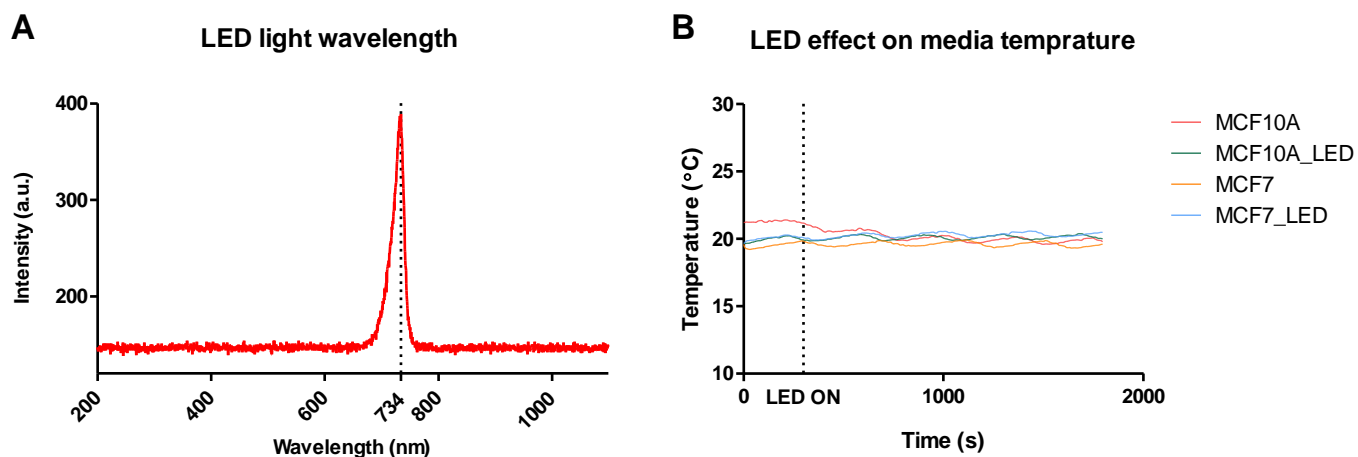 A
LED light wavelength
Intensity (a.u.)
400
300
200
200
400
600
734
800
1000
Wavelength (nm)
B
LED effect on media temprature
Temperature (°C)
30
25
20
15
10
0
LED ON
1000
2000
Time (s)
MCF10A
MCF10A_LED
MCF7
MCF7_LED